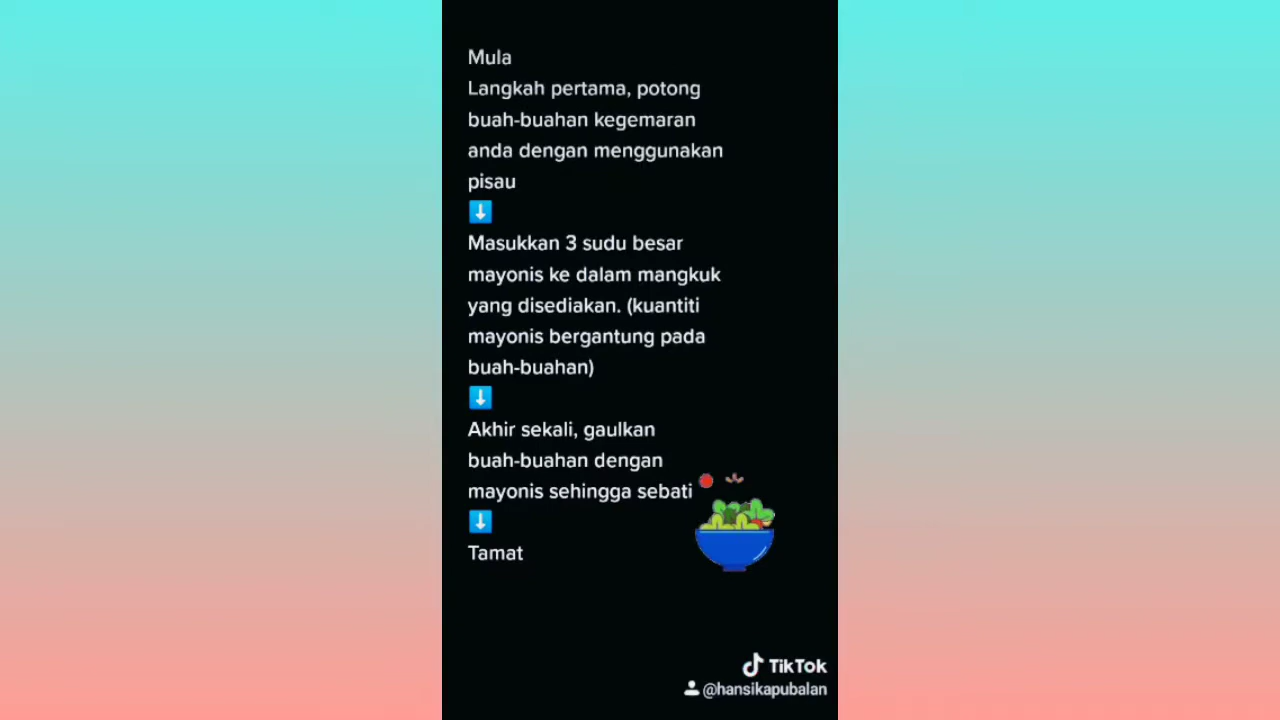 Mula
Langkah pertama, potong
buah-buahan kegemaran
anda dengan menggunakan
pisau
⬇️
Masukkan 3 sudu besar
mayonis ke dalam mangkuk
yang disediakan. (kuantiti
mayonis bergantung pada
buah-buahan)
⬇️
Akhir sekali, gaulkan
buah-buahan dengan
mayonis sehingga sebati
⬇️
Tamat
TikTok
@hansikapubalan